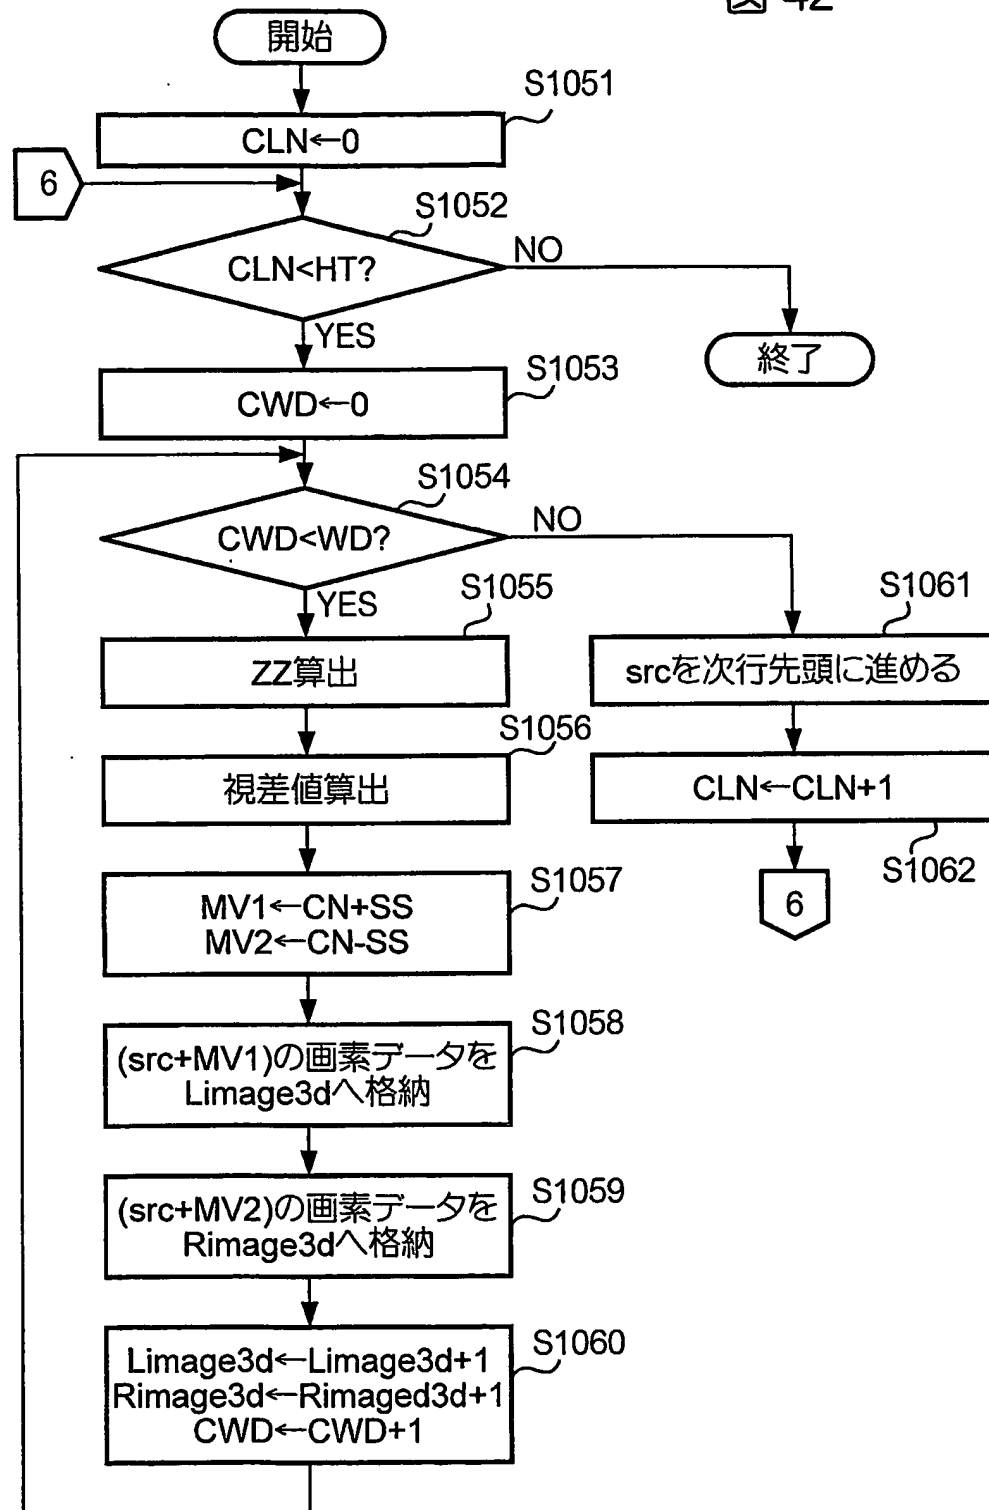 図 42
開始
S1051
CLN←0
6
S1052
CLN<HT?
NO
YES
終了
S1053
CWD←0
S1054
CWD<WD?
NO
YES
S1055
ZZ算出
S1056
視差値算出
S1057
MV1←CN+SS
MV2←CN-SS
S1058
(src+MV1)の画素データを
Limage3dへ格納
S1059
(src+MV2)の画素データを
Rimage3dへ格納
S1060
Limage3d←Limage3d+1
Rimage3d←Rimaged3d+1
CWD←CWD+1
S1061
srcを次行先頭に進める
CLN←CLN+1
S1062
6